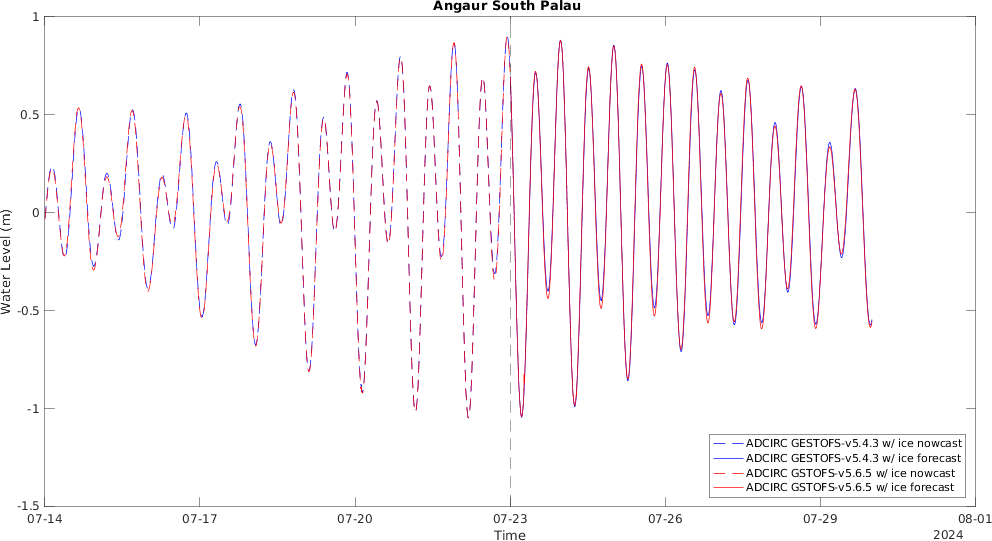 Angaur South Palau
Water Level (m)
1
0.5
0
-0.5
-1
-1.5
07-14 07-17 07-20 07-23 07-26 07-29 08-01
Time
2024
ADCIRC GESTOFS-v5.4.3 w/ ice nowcast
ADCIRC GESTOFS-v5.4.3 w/ ice forecast
ADCIRC GSTOFS-v5.6.5 w/ ice nowcast
ADCIRC GSTOFS-v5.6.5 w/ ice forecast